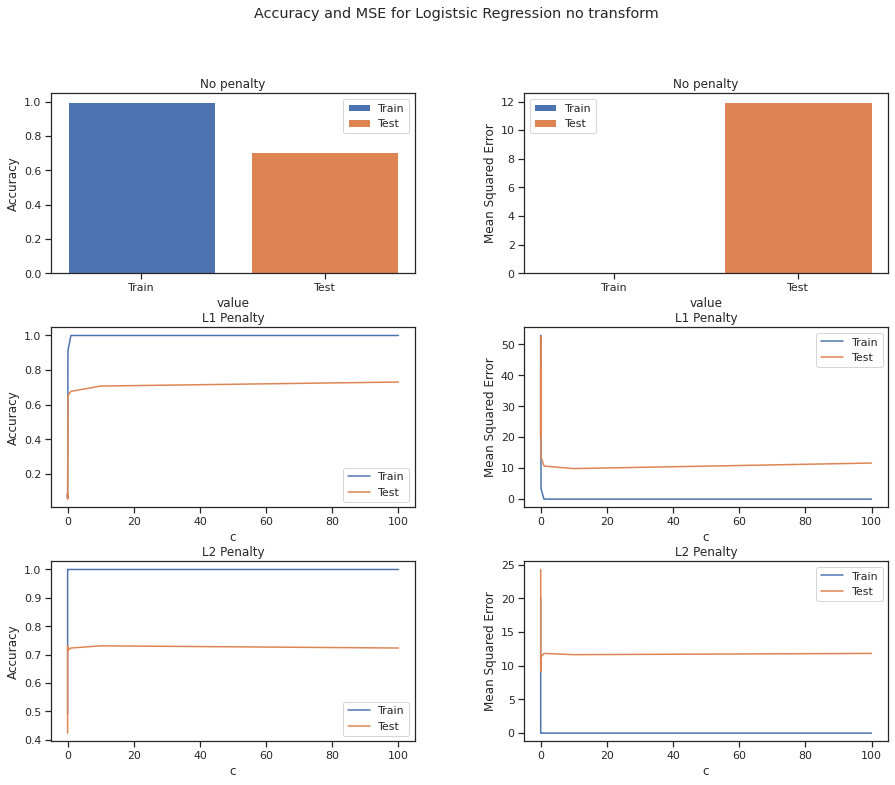 Accuracy and MSE for Logistsic Regression no transform
No penalty
Accuracy
1.0
0.8
0.6
0.4
0.2
0.0
Train
Test
Train
Test
value
No penalty
Mean Squared Error
12
10
8
6
4
2
0
Train
Test
Train
Test
value
L1 Penalty
Accuracy
1.0
0.8
0.6
0.4
0.2
Train
Test
0 20 40 60 80 100
c
L1 Penalty
Mean Squared Error
50
40
30
20
10
0
Train
Test
0 20 40 60 80 100
c
L2 Penalty
Accuracy
1.0
0.9
0.8
0.7
0.6
0.5
0.4
Train
Test
0 20 40 60 80 100
c
L2 Penalty
Mean Squared Error
25
20
15
10
5
0
Train
Test
0 20 40 60 80 100
c